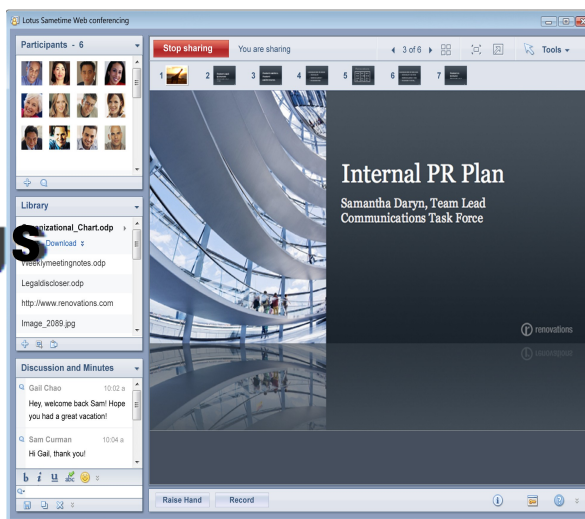 Lotus Sametime Web conferencing
Participants - 6
Stop sharing
You are sharing
3 of 6
Tools
1 2 3 4 5 6 7
Internal PR Plan
Samantha Daryn, Team Lead
Communications Task Force
renovations
Library
anizational_Chart.odp
Download
Weeklymeetingnotes.odp
Legaldiscloser.odp
http://www.renovations.com
Image_2089.jpg
s
Discussion and Minutes
Gail Chao 10:02 a
Hey, welcome back Sam! Hope
you had a great vacation!
Sam Curman 10:04 a
Hi Gail, thank you!
b i u abc
Raise Hand
Record